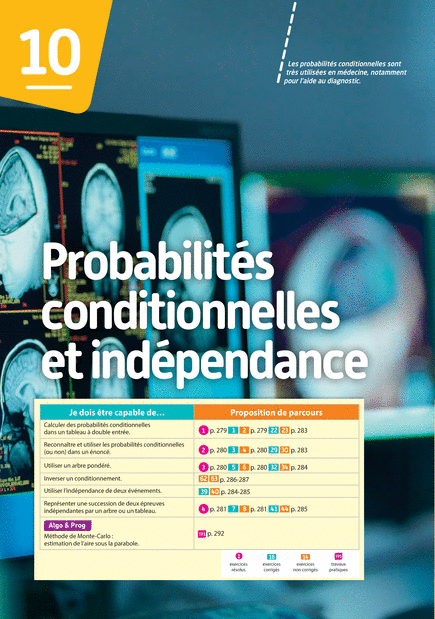 10
Les probabilités conditionnelles sont
très utilisées en médecine, notamment
pour l'aide au diagnostic.
Probabilités
conditionnelles
et indépendance
Je dois être capable de… Proposition de parcours
Calculer des probabilités conditionnelles
dans un tableau à double entrée.
1 p. 279 1 2 p. 279 22 23 p. 283
Reconnaître et utiliser les probabilités conditionnelles
(ou non) dans un énoncé.
2 p. 280 3 4 p. 280 29 30 p. 283
Utiliser un arbre pondéré. 3 p. 280 5 6 p. 280 32 34 p. 284
Inverser un conditionnement. 62 63 p. 286-287
Utiliser l'indépendance de deux événements. 39 40 p. 284-285
Représenter une succession de deux épreuves
indépendantes par un arbre ou un tableau.
4 p. 281 7 8 p. 281 43 44 p. 285
Algo & Prog
Méthode de Monte-Carlo :
estimation de l'aire sous la parabole.
p. 292
exercices
résolus
exercices
corrigés
exercices
non corrigés
travaux
pratiques